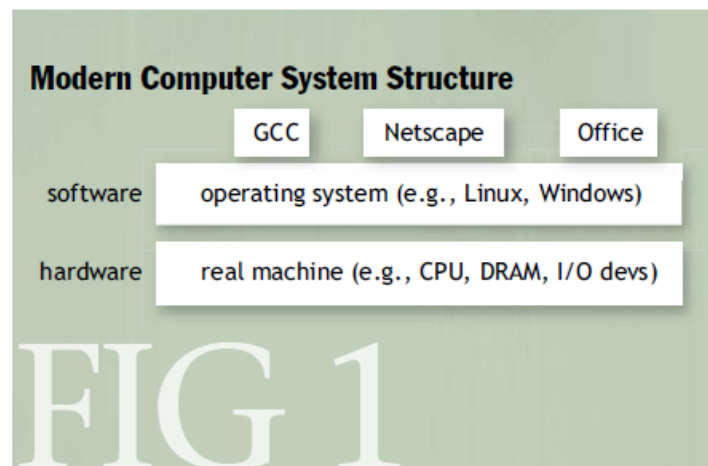 Modern Computer System Structure
GCC Netscape Office
software operating system (e.g., Linux, Windows)
hardware real machine (e.g., CPU, DRAM, I/O devs)
FIG 1